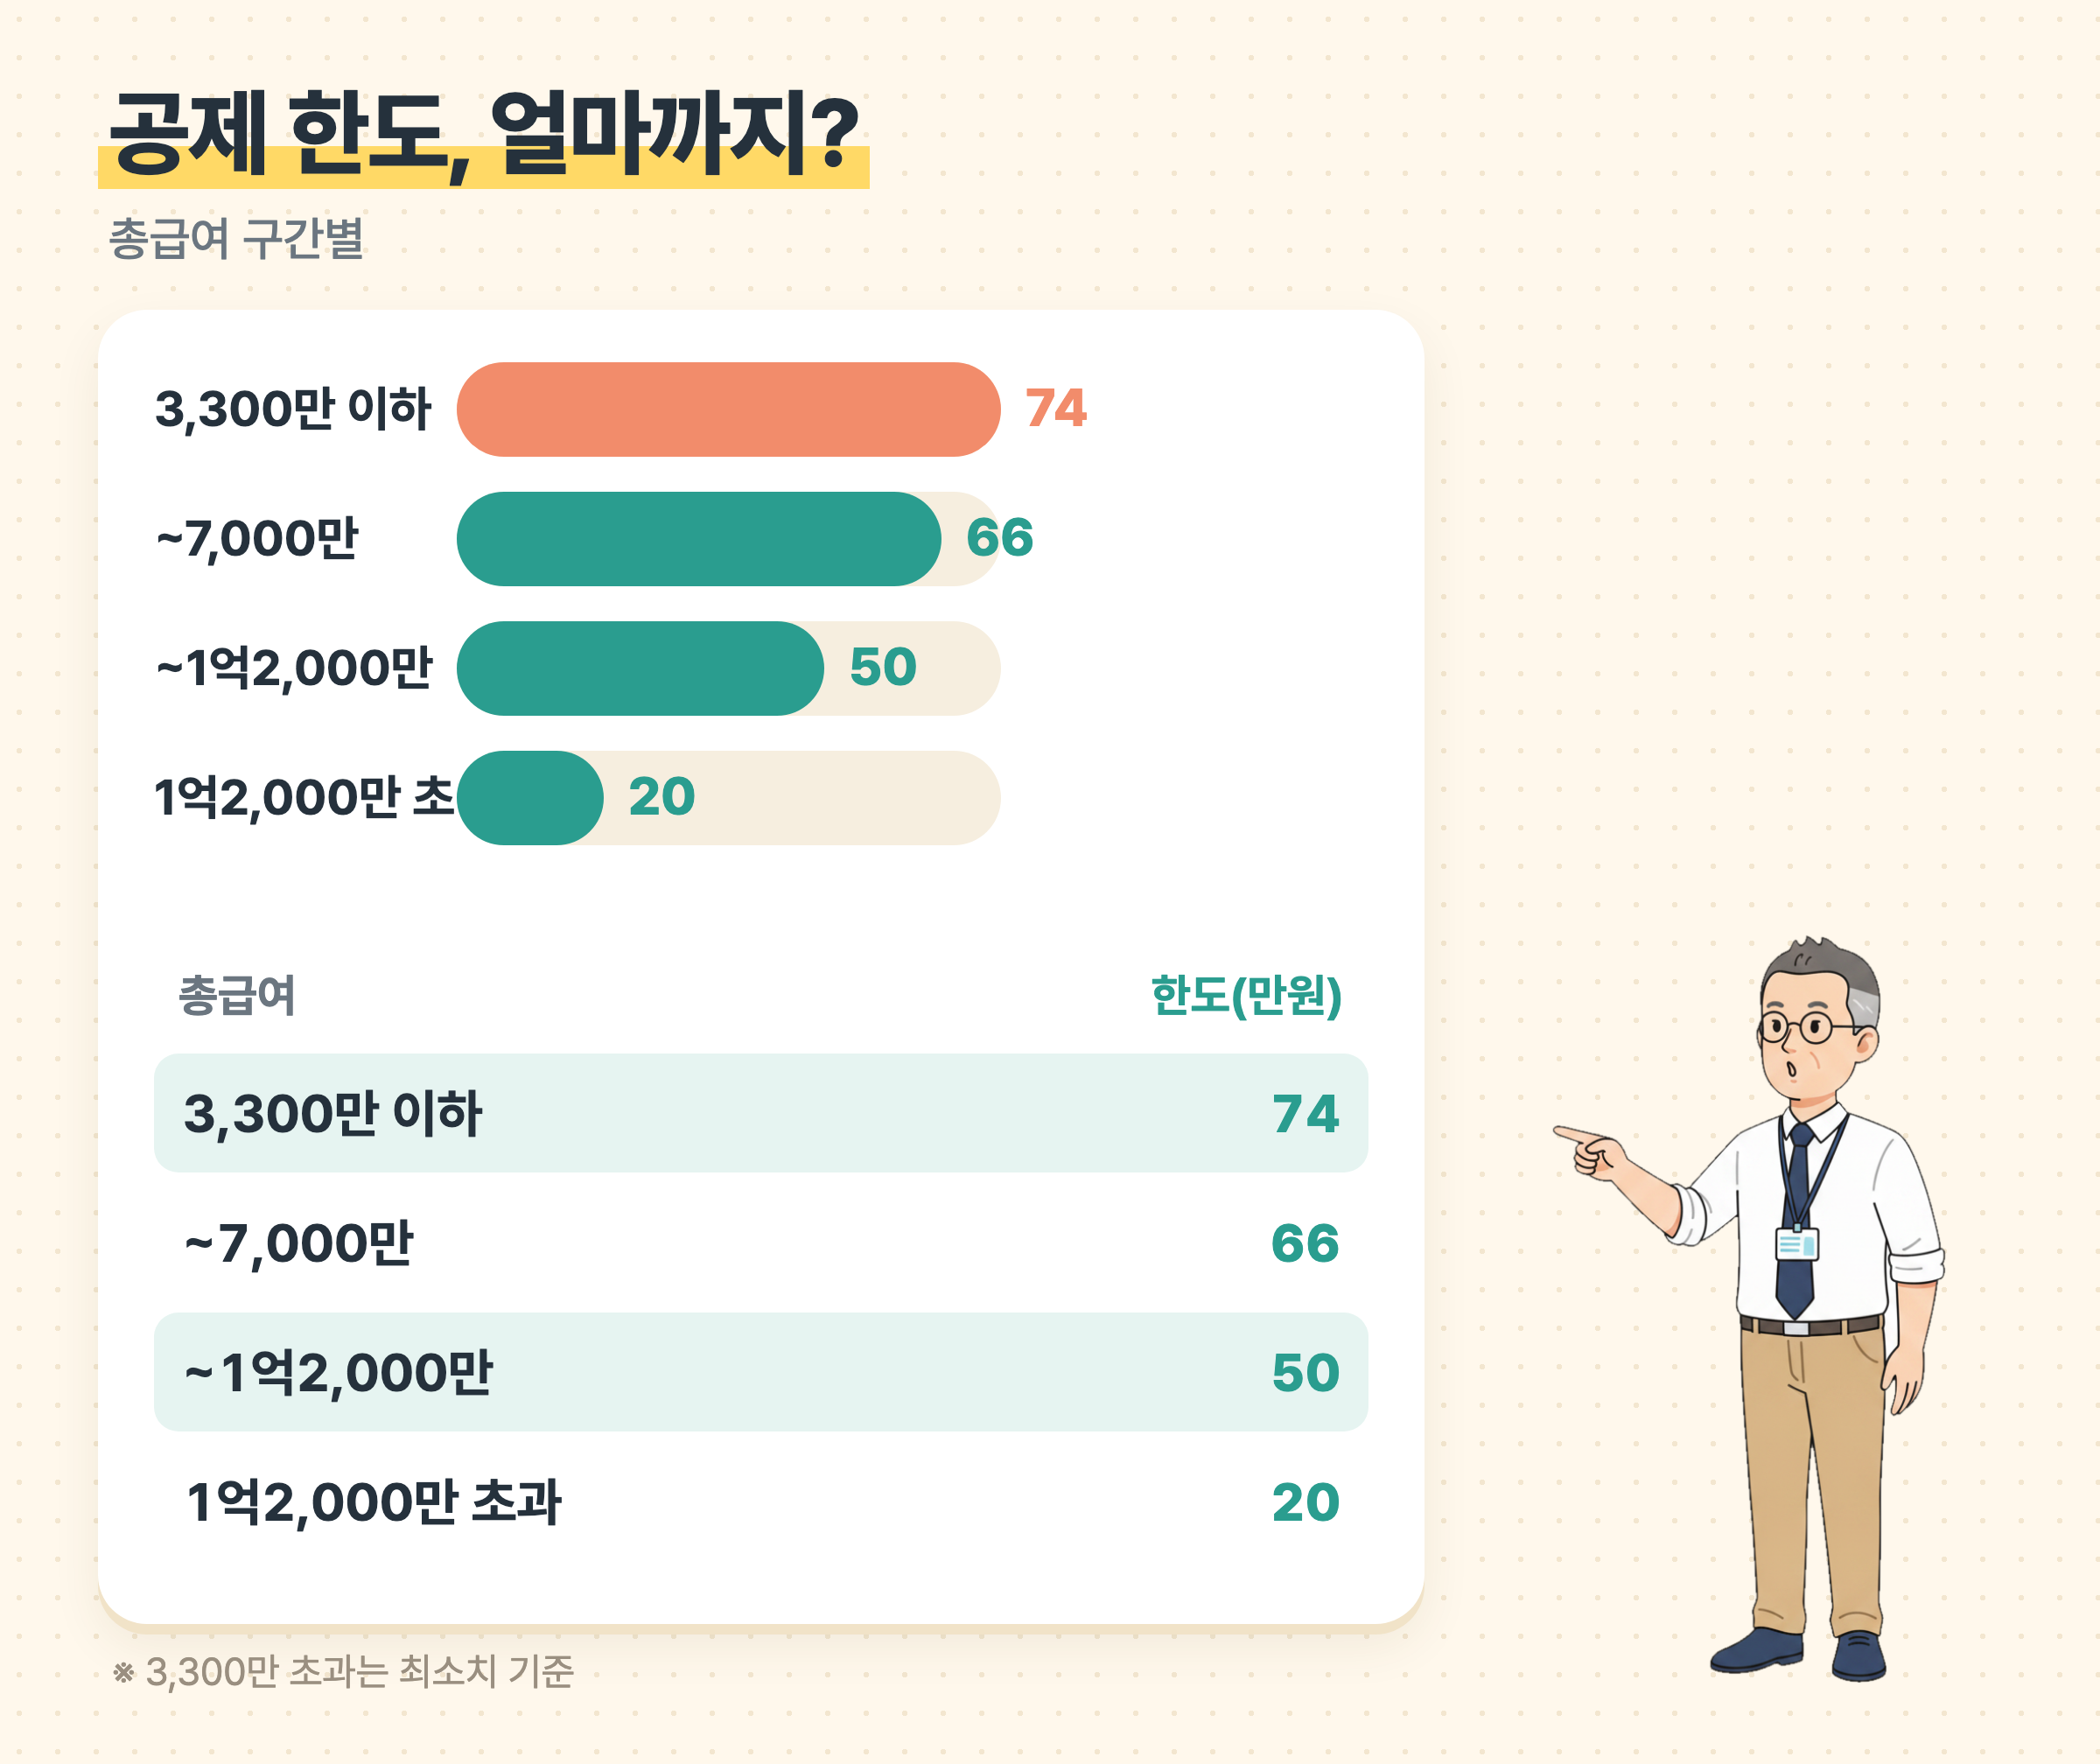 공제 한도, 얼마까지?
총급여 구간별
3,300만 이하 74
~7,000만 66
~1억2,000만 50
1억2,000만 초 20
총급여 한도(만원)
3,300만 이하 74
~7,000만 66
~1억2,000만 50
1억2,000만 초과 20
※ 3,300만 초과는 최소치 기준